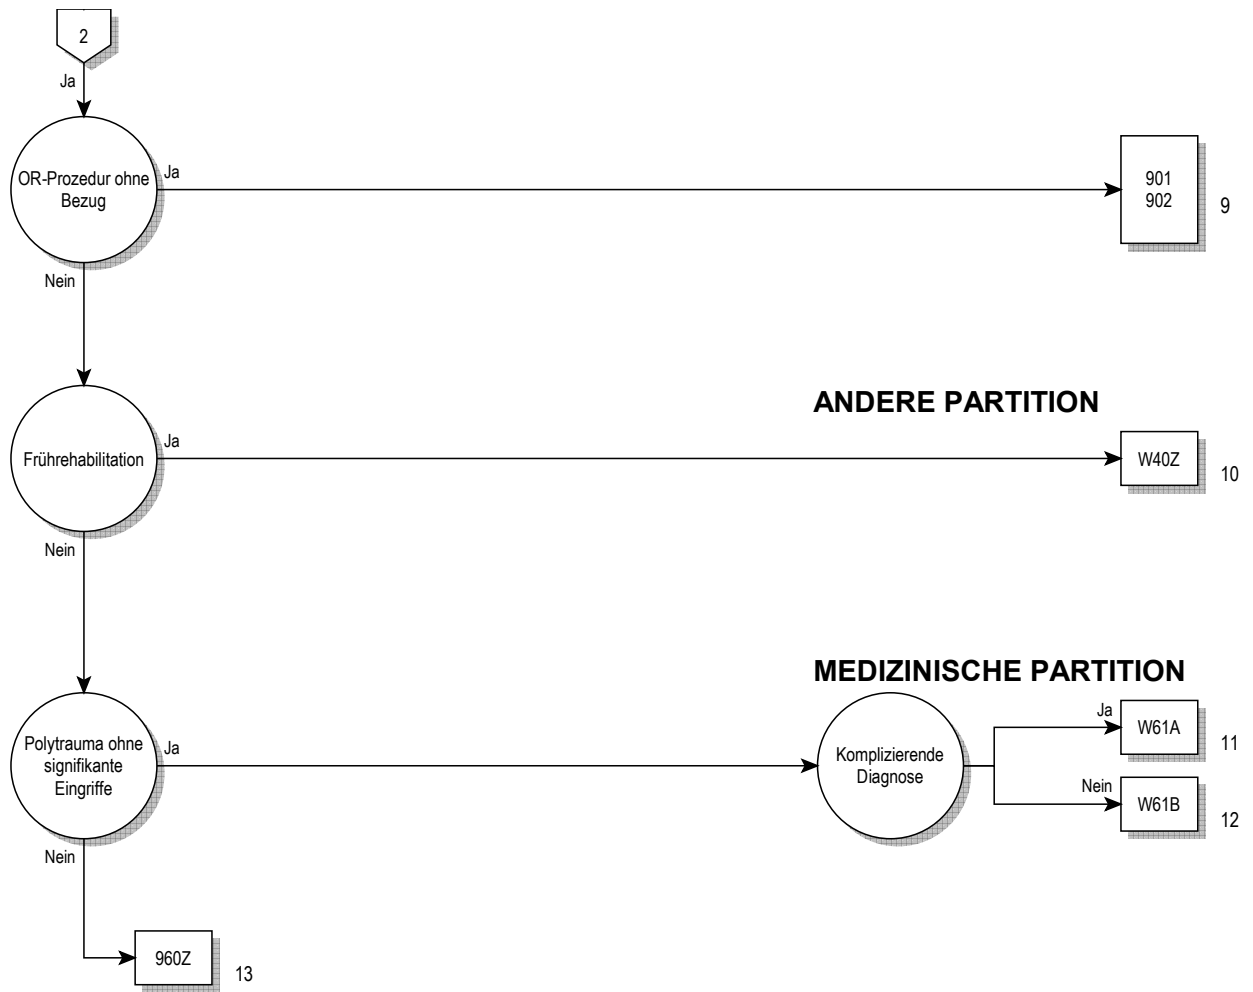 2
Ja
OR-Prozedur ohne
Bezug
Ja
901
902
9
Nein
ANDERE PARTITION
Frührehabilitation
Ja
W40Z
10
Nein
MEDIZINISCHE PARTITION
Polytrauma ohne
signifikante
Eingriffe
Ja
Komplizierende
Diagnose
Ja
W61A
11
Nein
W61B
12
Nein
960Z
13